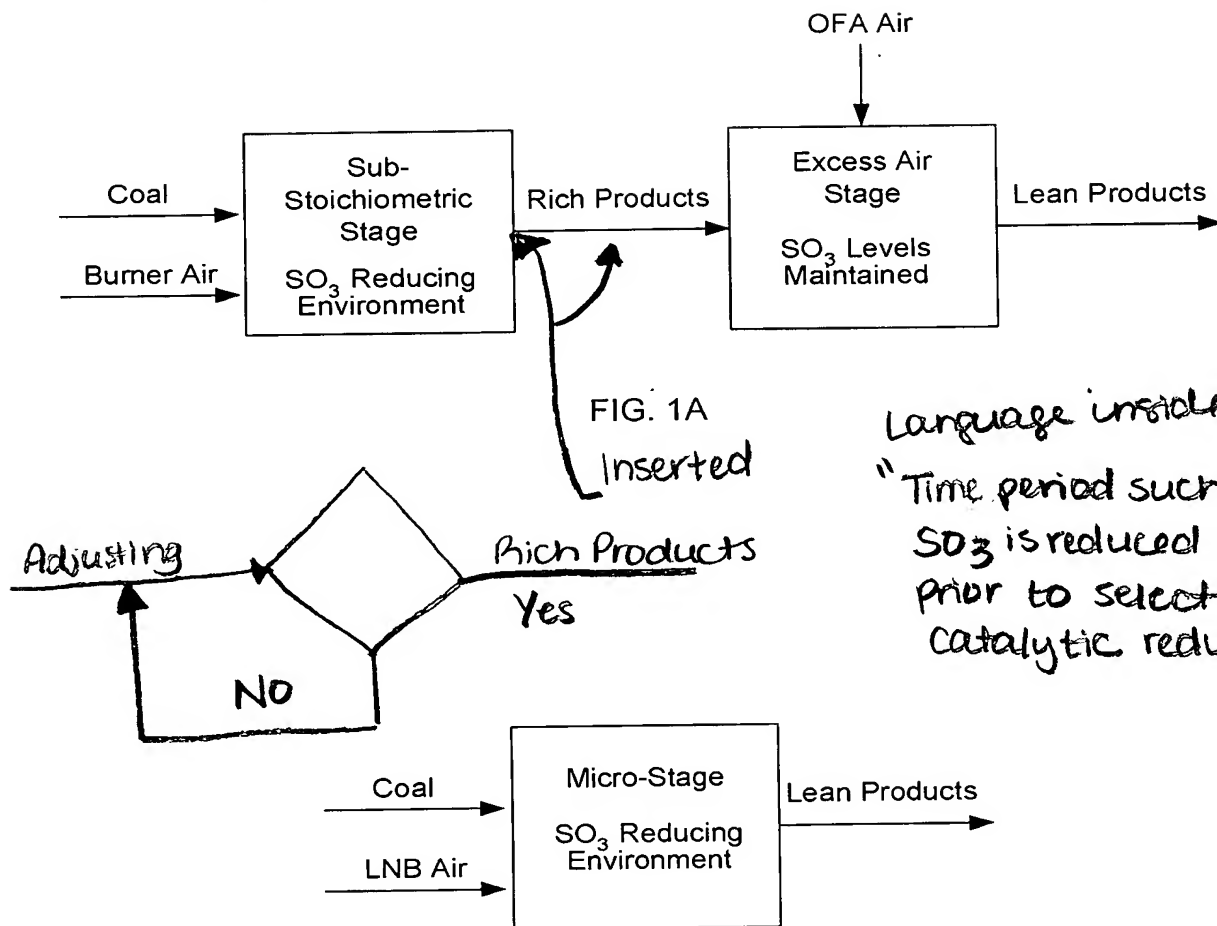 OFA Air
Coal
Burner Air
Sub-
Stoichiometric
Stage
SO₃ Reducing
Environment
Rich Products
Excess Air
Stage
SO₃ Levels
Maintained
Lean Products
FIG. 1A
Inserted
Language inside
"Time period such
SO3 is reduced
prior to select
catalytic redu
Adjusting
Rich Products
Yes
NO
Coal
LNB Air
Micro-Stage
SO₃ Reducing
Environment
Lean Products